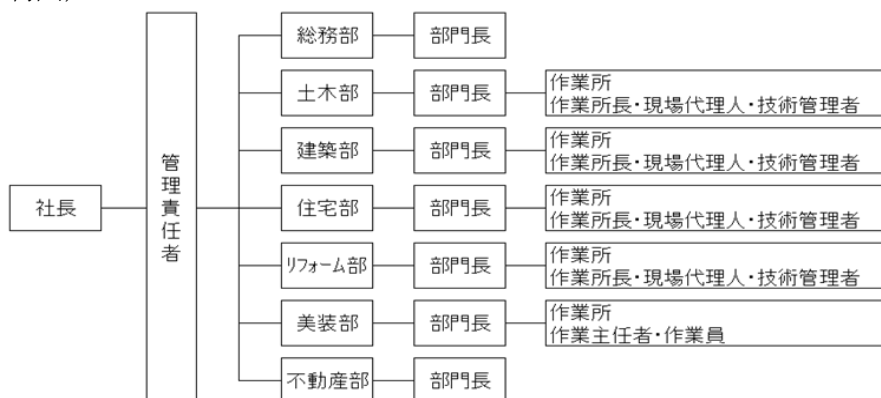 社長
管理責任者
総務部
部門長
土木部
部門長
作業所
作業所長・現場代理人・技術管理者
建築部
部門長
作業所
作業所長・現場代理人・技術管理者
住宅部
部門長
作業所
作業所長・現場代理人・技術管理者
リフォーム部
部門長
作業所
作業所長・現場代理人・技術管理者
美装部
部門長
作業所
作業主任者・作業員
不動産部
部門長